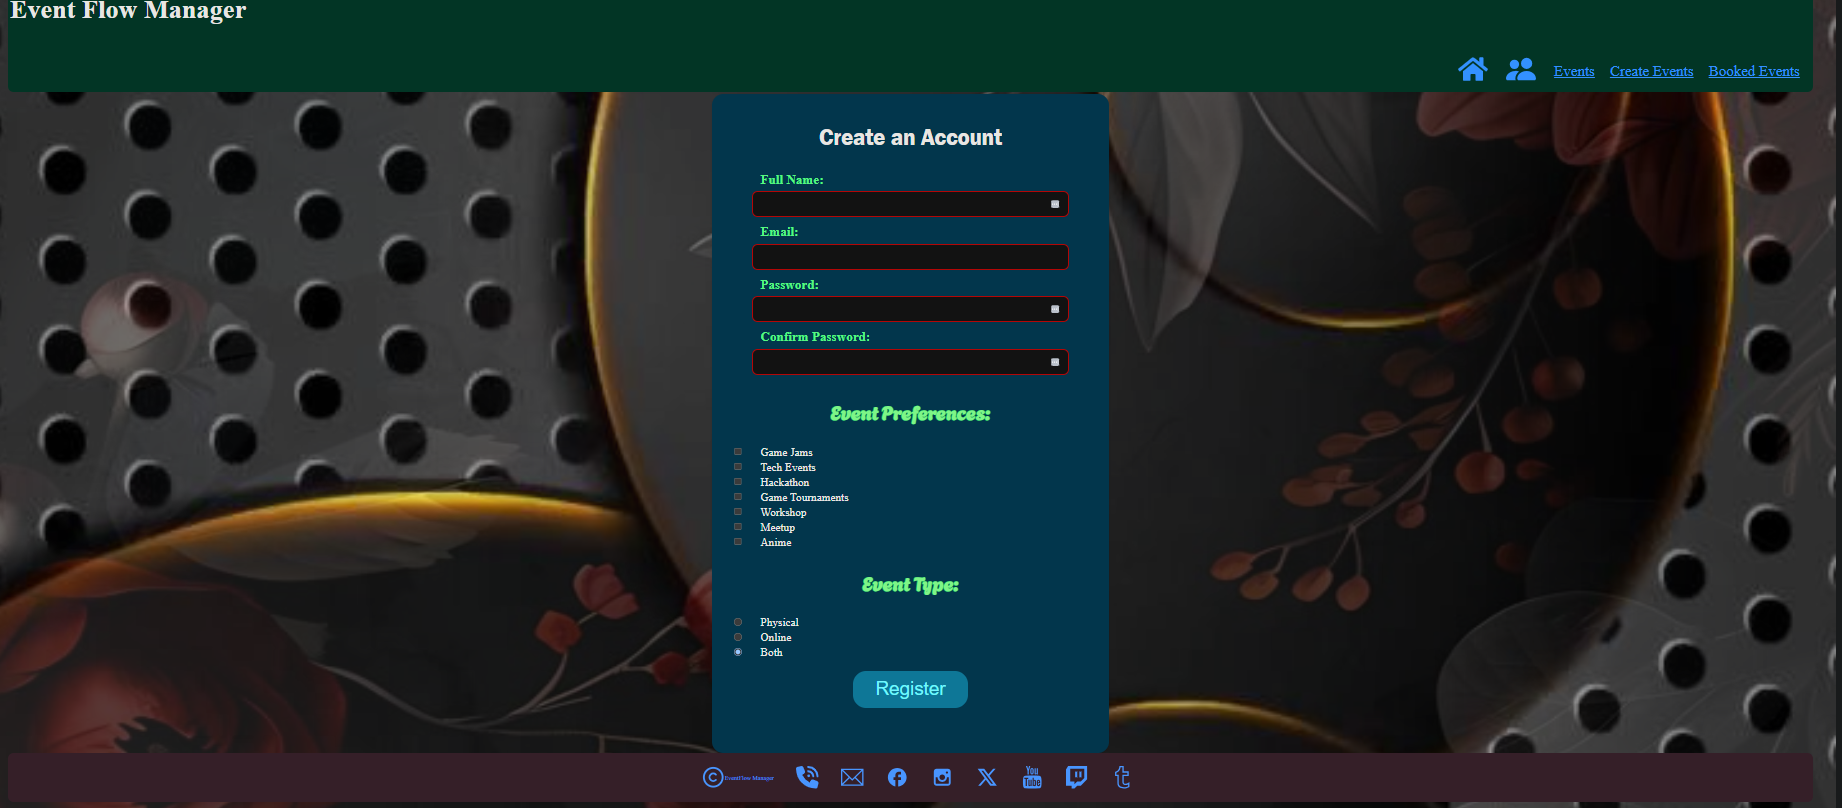 Event Flow Manager
Events Create Events Booked Events
Create an Account
Full Name:
Email:
Password:
Confirm Password:
Event Preferences:
Game Jams
Tech Events
Hackathon
Game Tournaments
Workshop
Meetup
Anime
Event Type:
Physical
Online
Both
Register
© EventFlow Manager
You
Tube